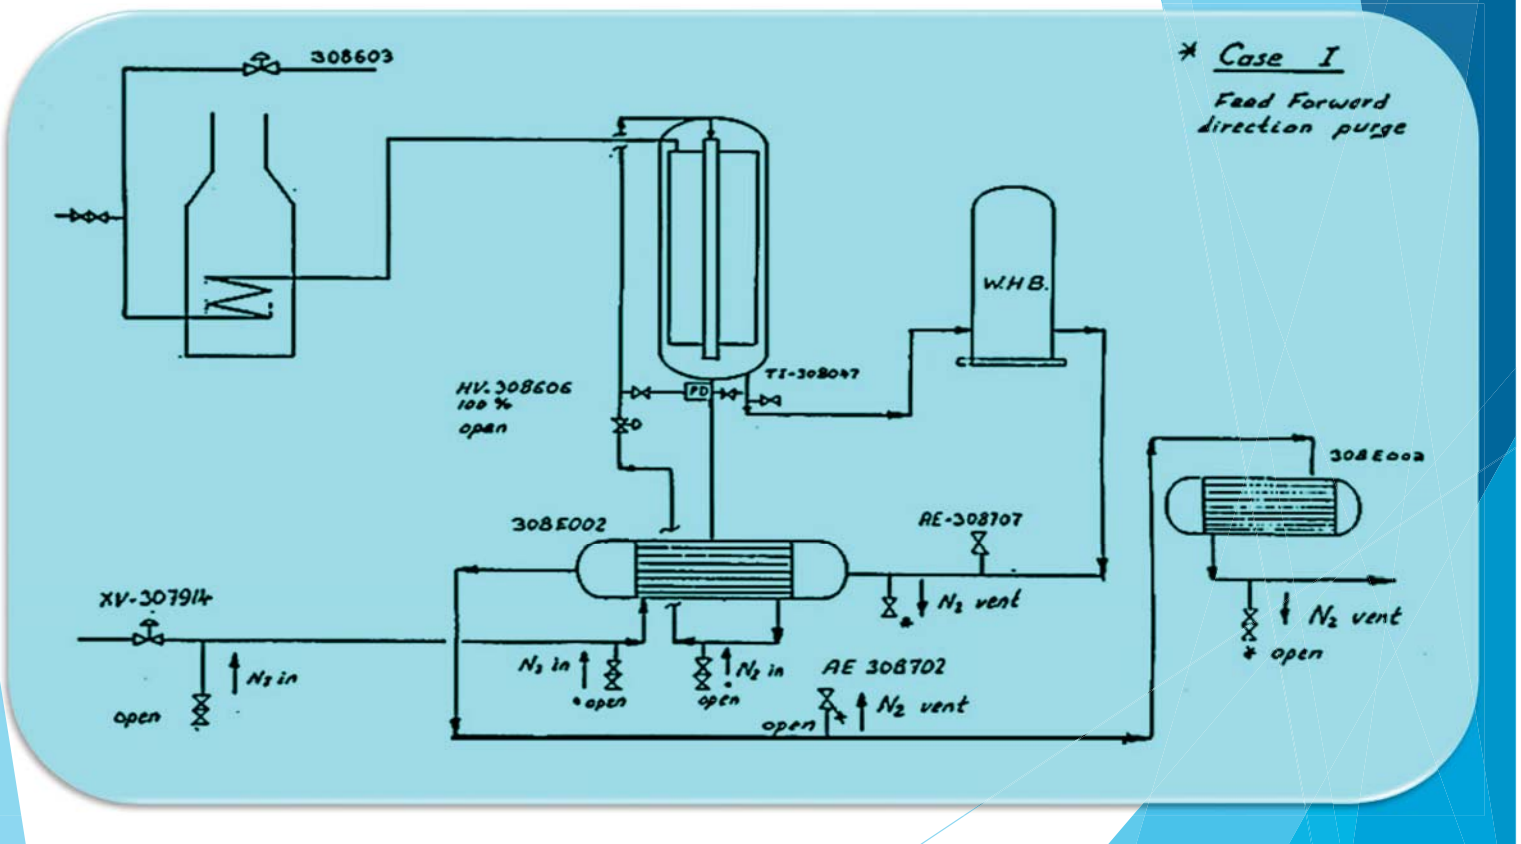 308603
* Case I
Feed Forward
direction purge
W.H.B.
TI-308047
HV-308606
100 %
open
PD
308E002
308E002
AE-308707
XV-307914
N2 vent
N2 vent
* open
N2 in
N2 in
N2 in
AE 308702
open
open
open
N2 vent
open